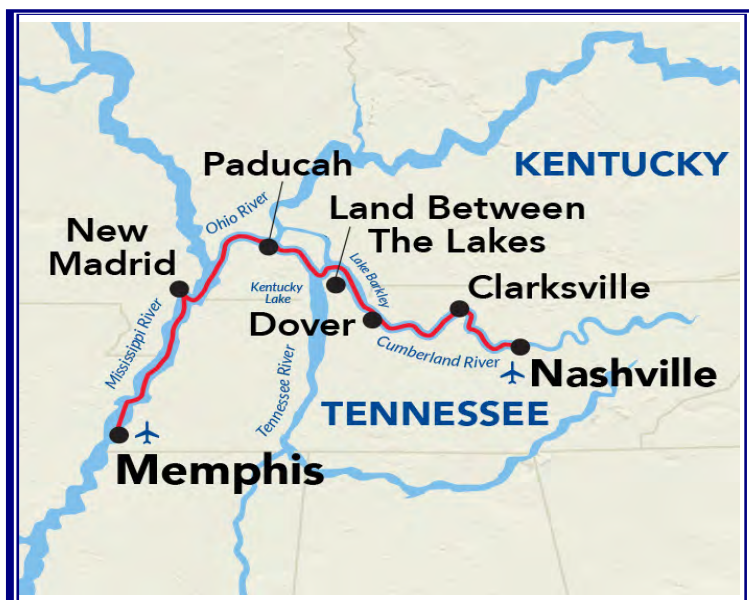 KENTUCKY
Paducah
Ohio River
Land Between
The Lakes
New
Madrid
Lake Barkley
Kentucky
Lake
Clarksville
Mississippi River
Dover
Cumberland River
Nashville
Tennessee River
TENNESSEE
Memphis